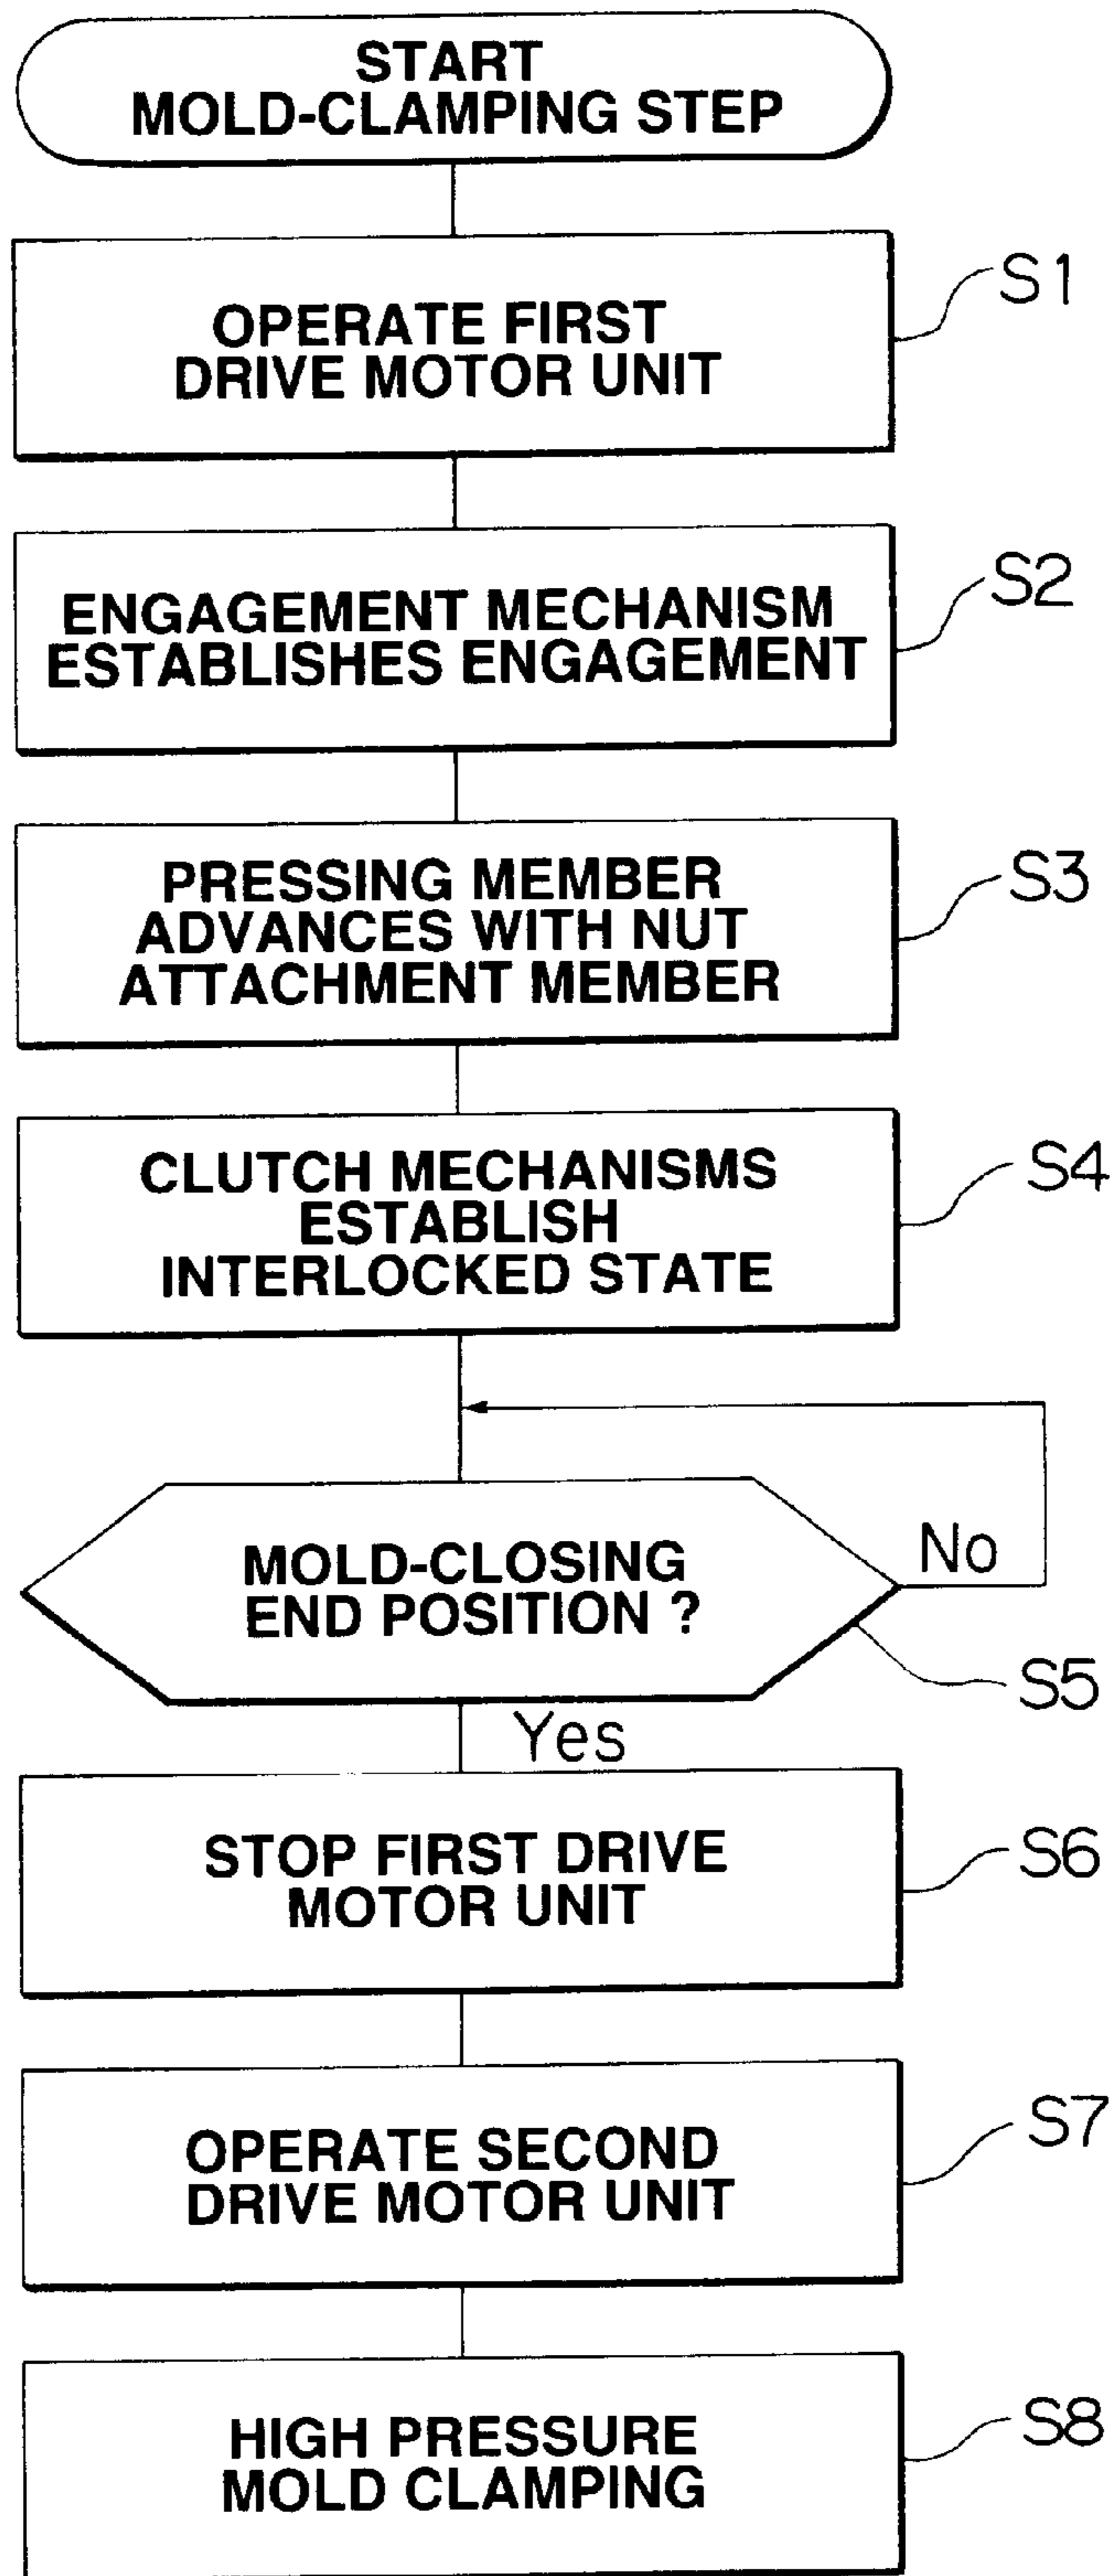 START
MOLD-CLAMPING STEP
OPERATE FIRST
DRIVE MOTOR UNIT
S1
ENGAGEMENT MECHANISM
ESTABLISHES ENGAGEMENT
S2
PRESSING MEMBER
ADVANCES WITH NUT
ATTACHMENT MEMBER
S3
CLUTCH MECHANISMS
ESTABLISH
INTERLOCKED STATE
S4
MOLD-CLOSING
END POSITION ?
No
S5
Yes
STOP FIRST DRIVE
MOTOR UNIT
S6
OPERATE SECOND
DRIVE MOTOR UNIT
S7
HIGH PRESSURE
MOLD CLAMPING
S8